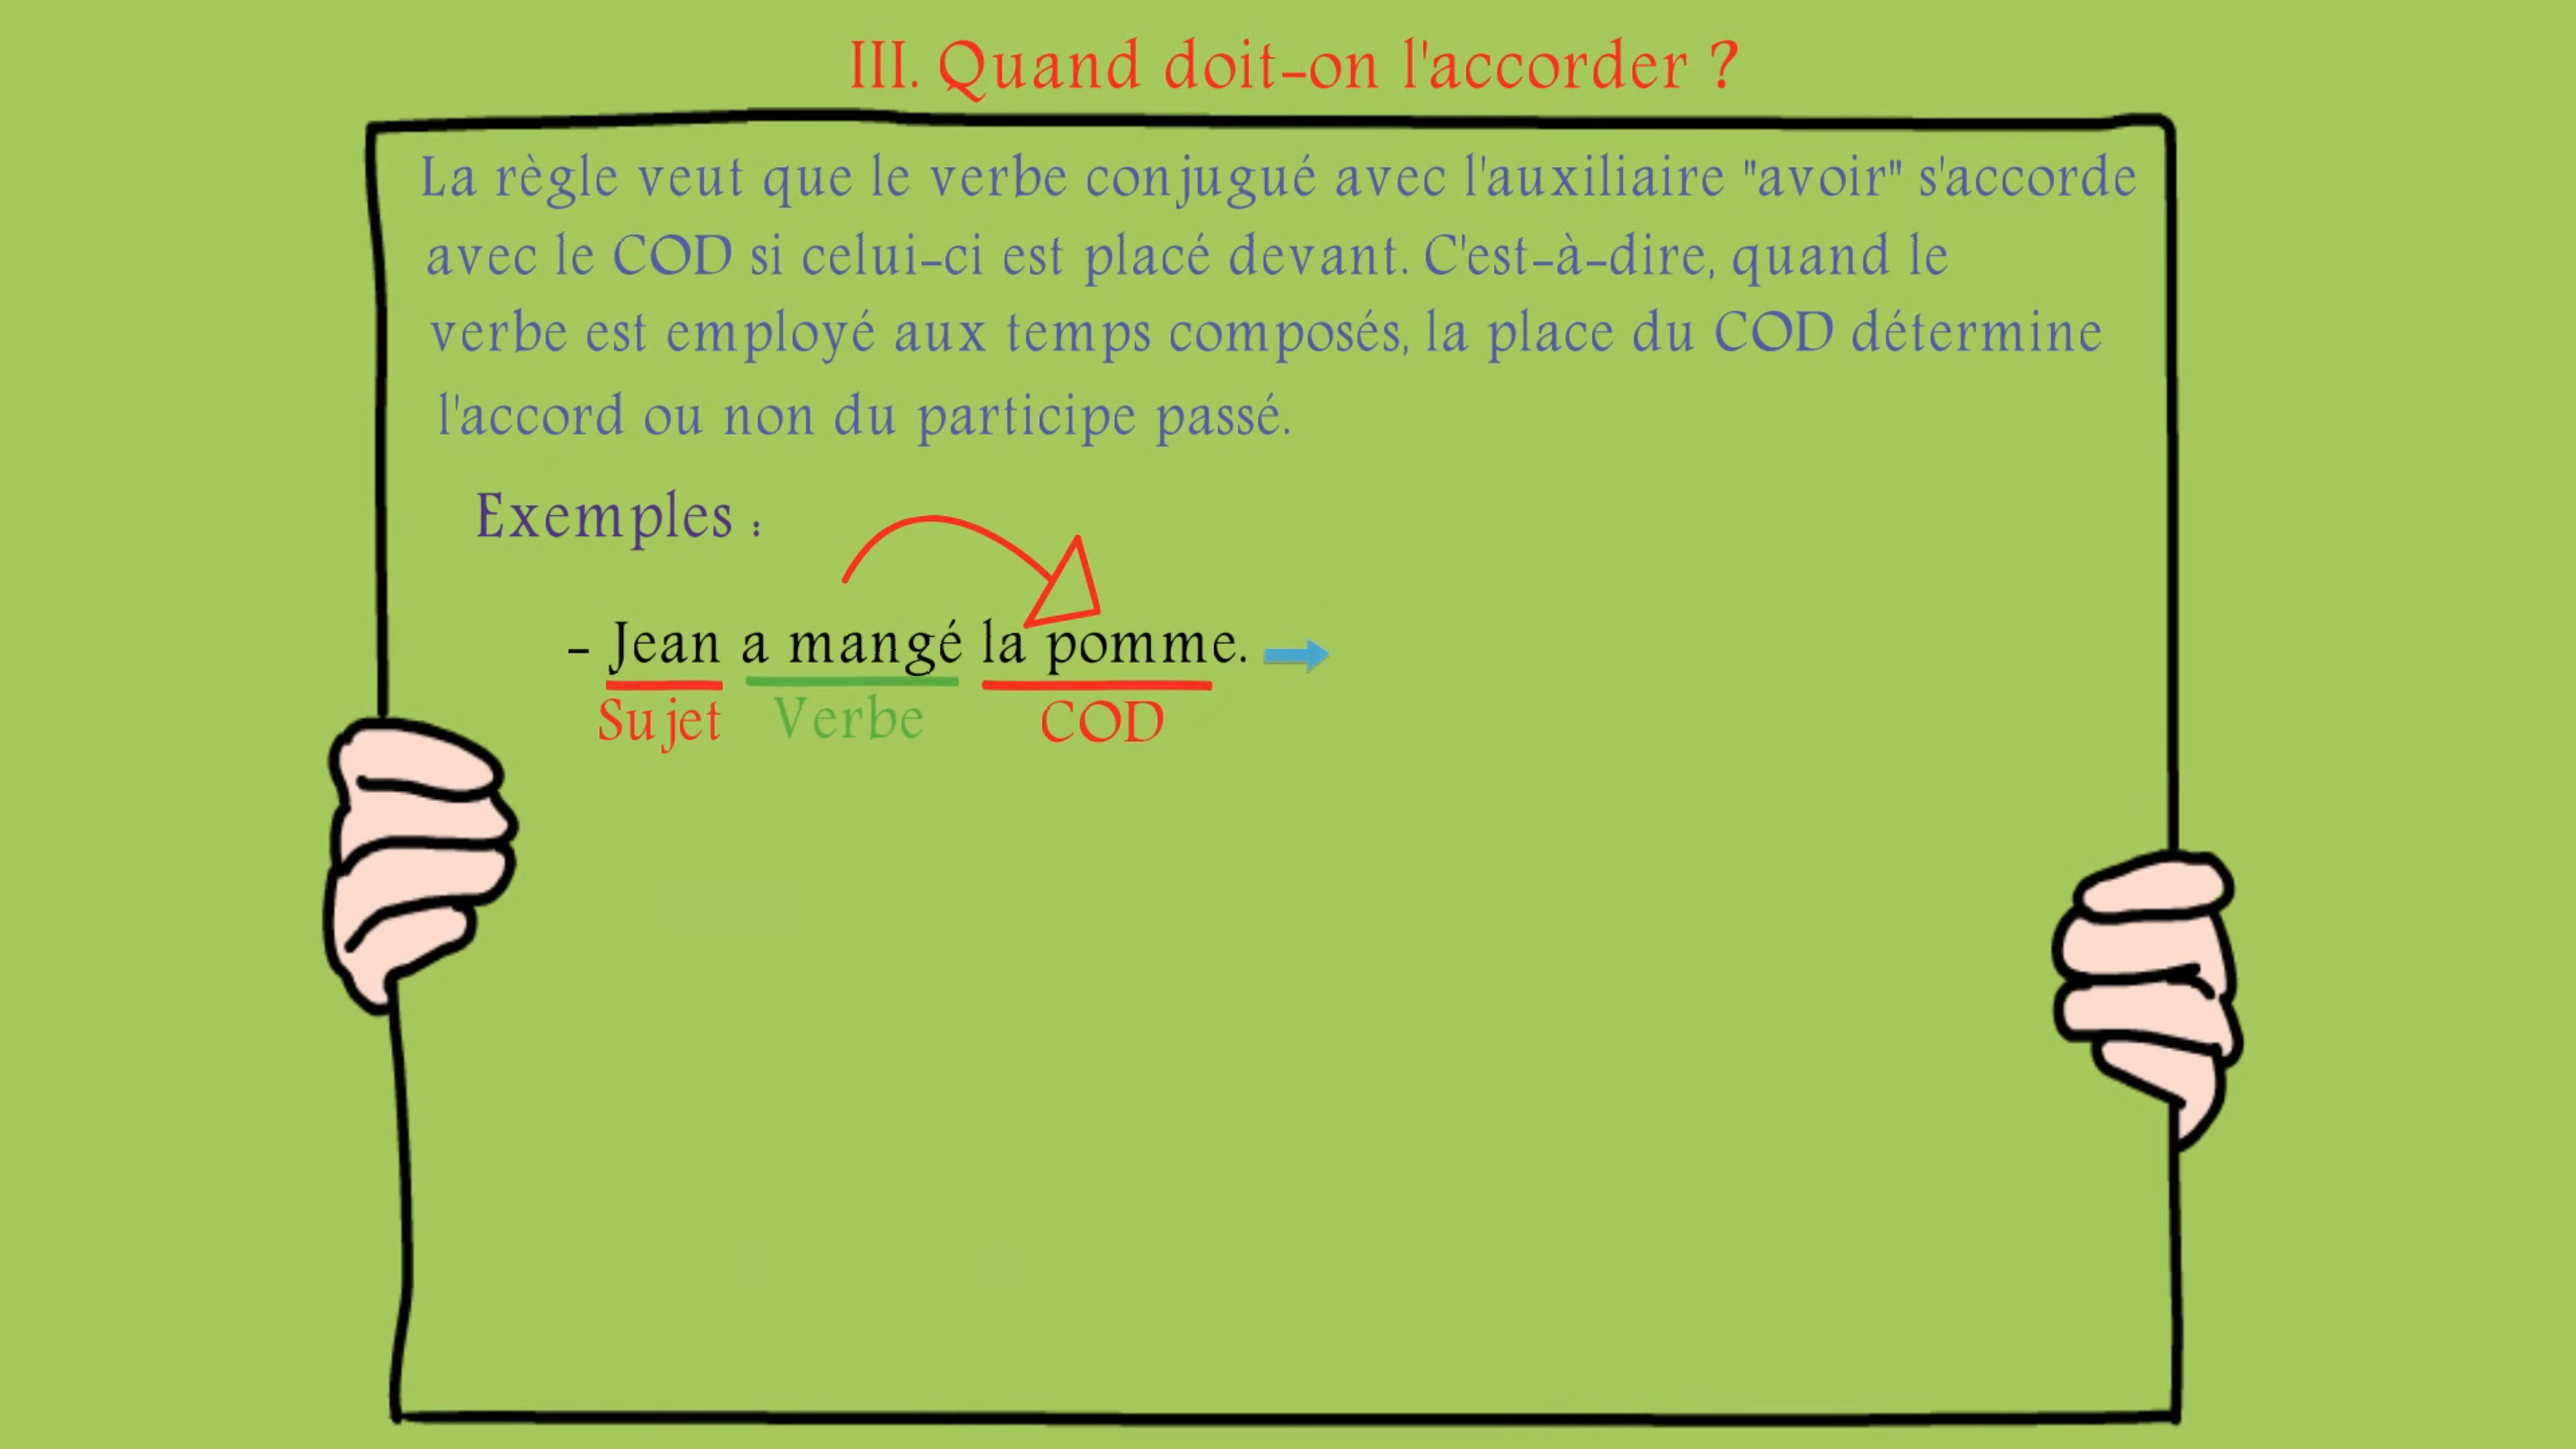 III. Quand doit-on l'accorder ?
La règle veut que le verbe conjugué avec l'auxiliaire "avoir" s'accorde
avec le COD si celui-ci est placé devant. C'est-à-dire, quand le
verbe est employé aux temps composés, la place du COD détermine
l'accord ou non du participe passé.
Exemples :
- Jean a mangé la pomme.
Sujet Verbe COD